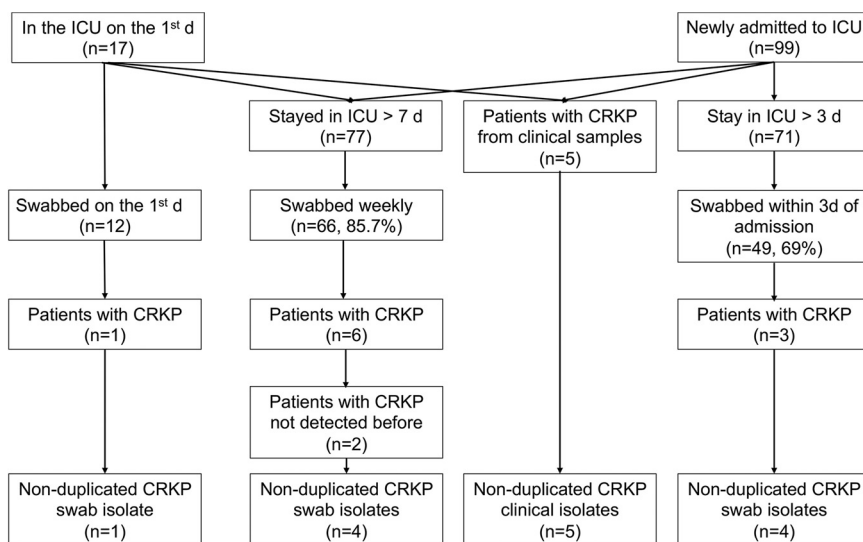 In the ICU on the 1st d
(n=17)
Newly admitted to ICU
(n=99)
Stayed in ICU > 7 d
(n=77)
Patients with CRKP
from clinical samples
(n=5)
Stay in ICU > 3 d
(n=71)
Swabbed on the 1st d
(n=12)
Swabbed weekly
(n=66, 85.7%)
Swabbed within 3d of
admission
(n=49, 69%)
Patients with CRKP
(n=1)
Patients with CRKP
(n=6)
Patients with CRKP
(n=3)
Patients with CRKP
not detected before
(n=2)
Non-duplicated CRKP
swab isolate
(n=1)
Non-duplicated CRKP
swab isolates
(n=4)
Non-duplicated CRKP
clinical isolates
(n=5)
Non-duplicated CRKP
swab isolates
(n=4)